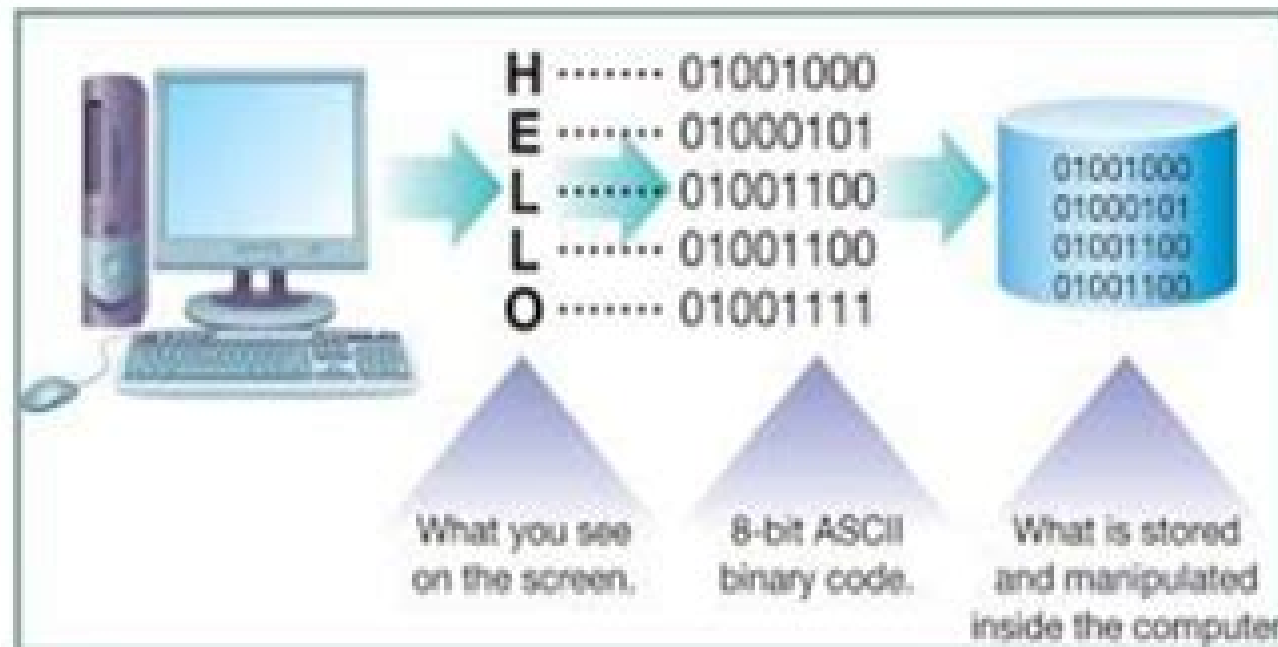 H ······· 01001000
E ······· 01000101
L ······· 01001100
L ······· 01001100
O ······· 01001111
01001000
01000101
01001100
01001100
What you see
on the screen.
8-bit ASCII
binary code.
What is stored
and manipulated
inside the computer